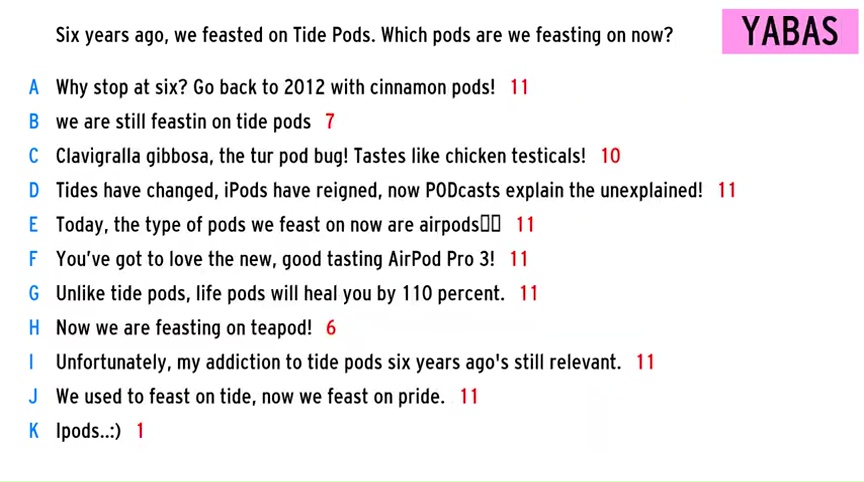 Six years ago, we feasted on Tide Pods. Which pods are we feasting on now?
YABAS
A Why stop at six? Go back to 2012 with cinnamon pods! 11
B we are still feastin on tide pods 7
C Clavigralla gibbosa, the tur pod bug! Tastes like chicken testicals! 10
D Tides have changed, iPods have reigned, now PODcasts explain the unexplained! 11
E Today, the type of pods we feast on now are airpods▯▯ 11
F You've got to love the new, good tasting AirPod Pro 3! 11
G Unlike tide pods, life pods will heal you by 110 percent. 11
H Now we are feasting on teapod! 6
I Unfortunately, my addiction to tide pods six years ago's still relevant. 11
J We used to feast on tide, now we feast on pride. 11
K Ipods..:) 1